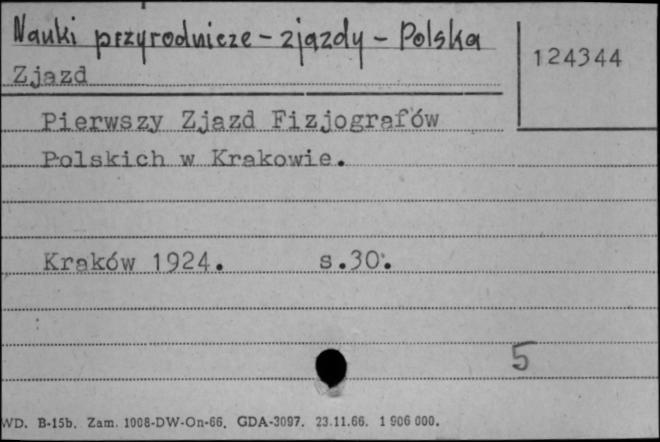 Nauki przyrodnicze – zjazdy – Polska
124344
Zjazd
Pierwszy Zjazd Fizjografów
Polskich w Krakowie.
Kraków 1924. s.30.
5
WD. B-15b. Zam. 1008-DW-On-66. GDA-3097. 23.11.66. 1 906 000.